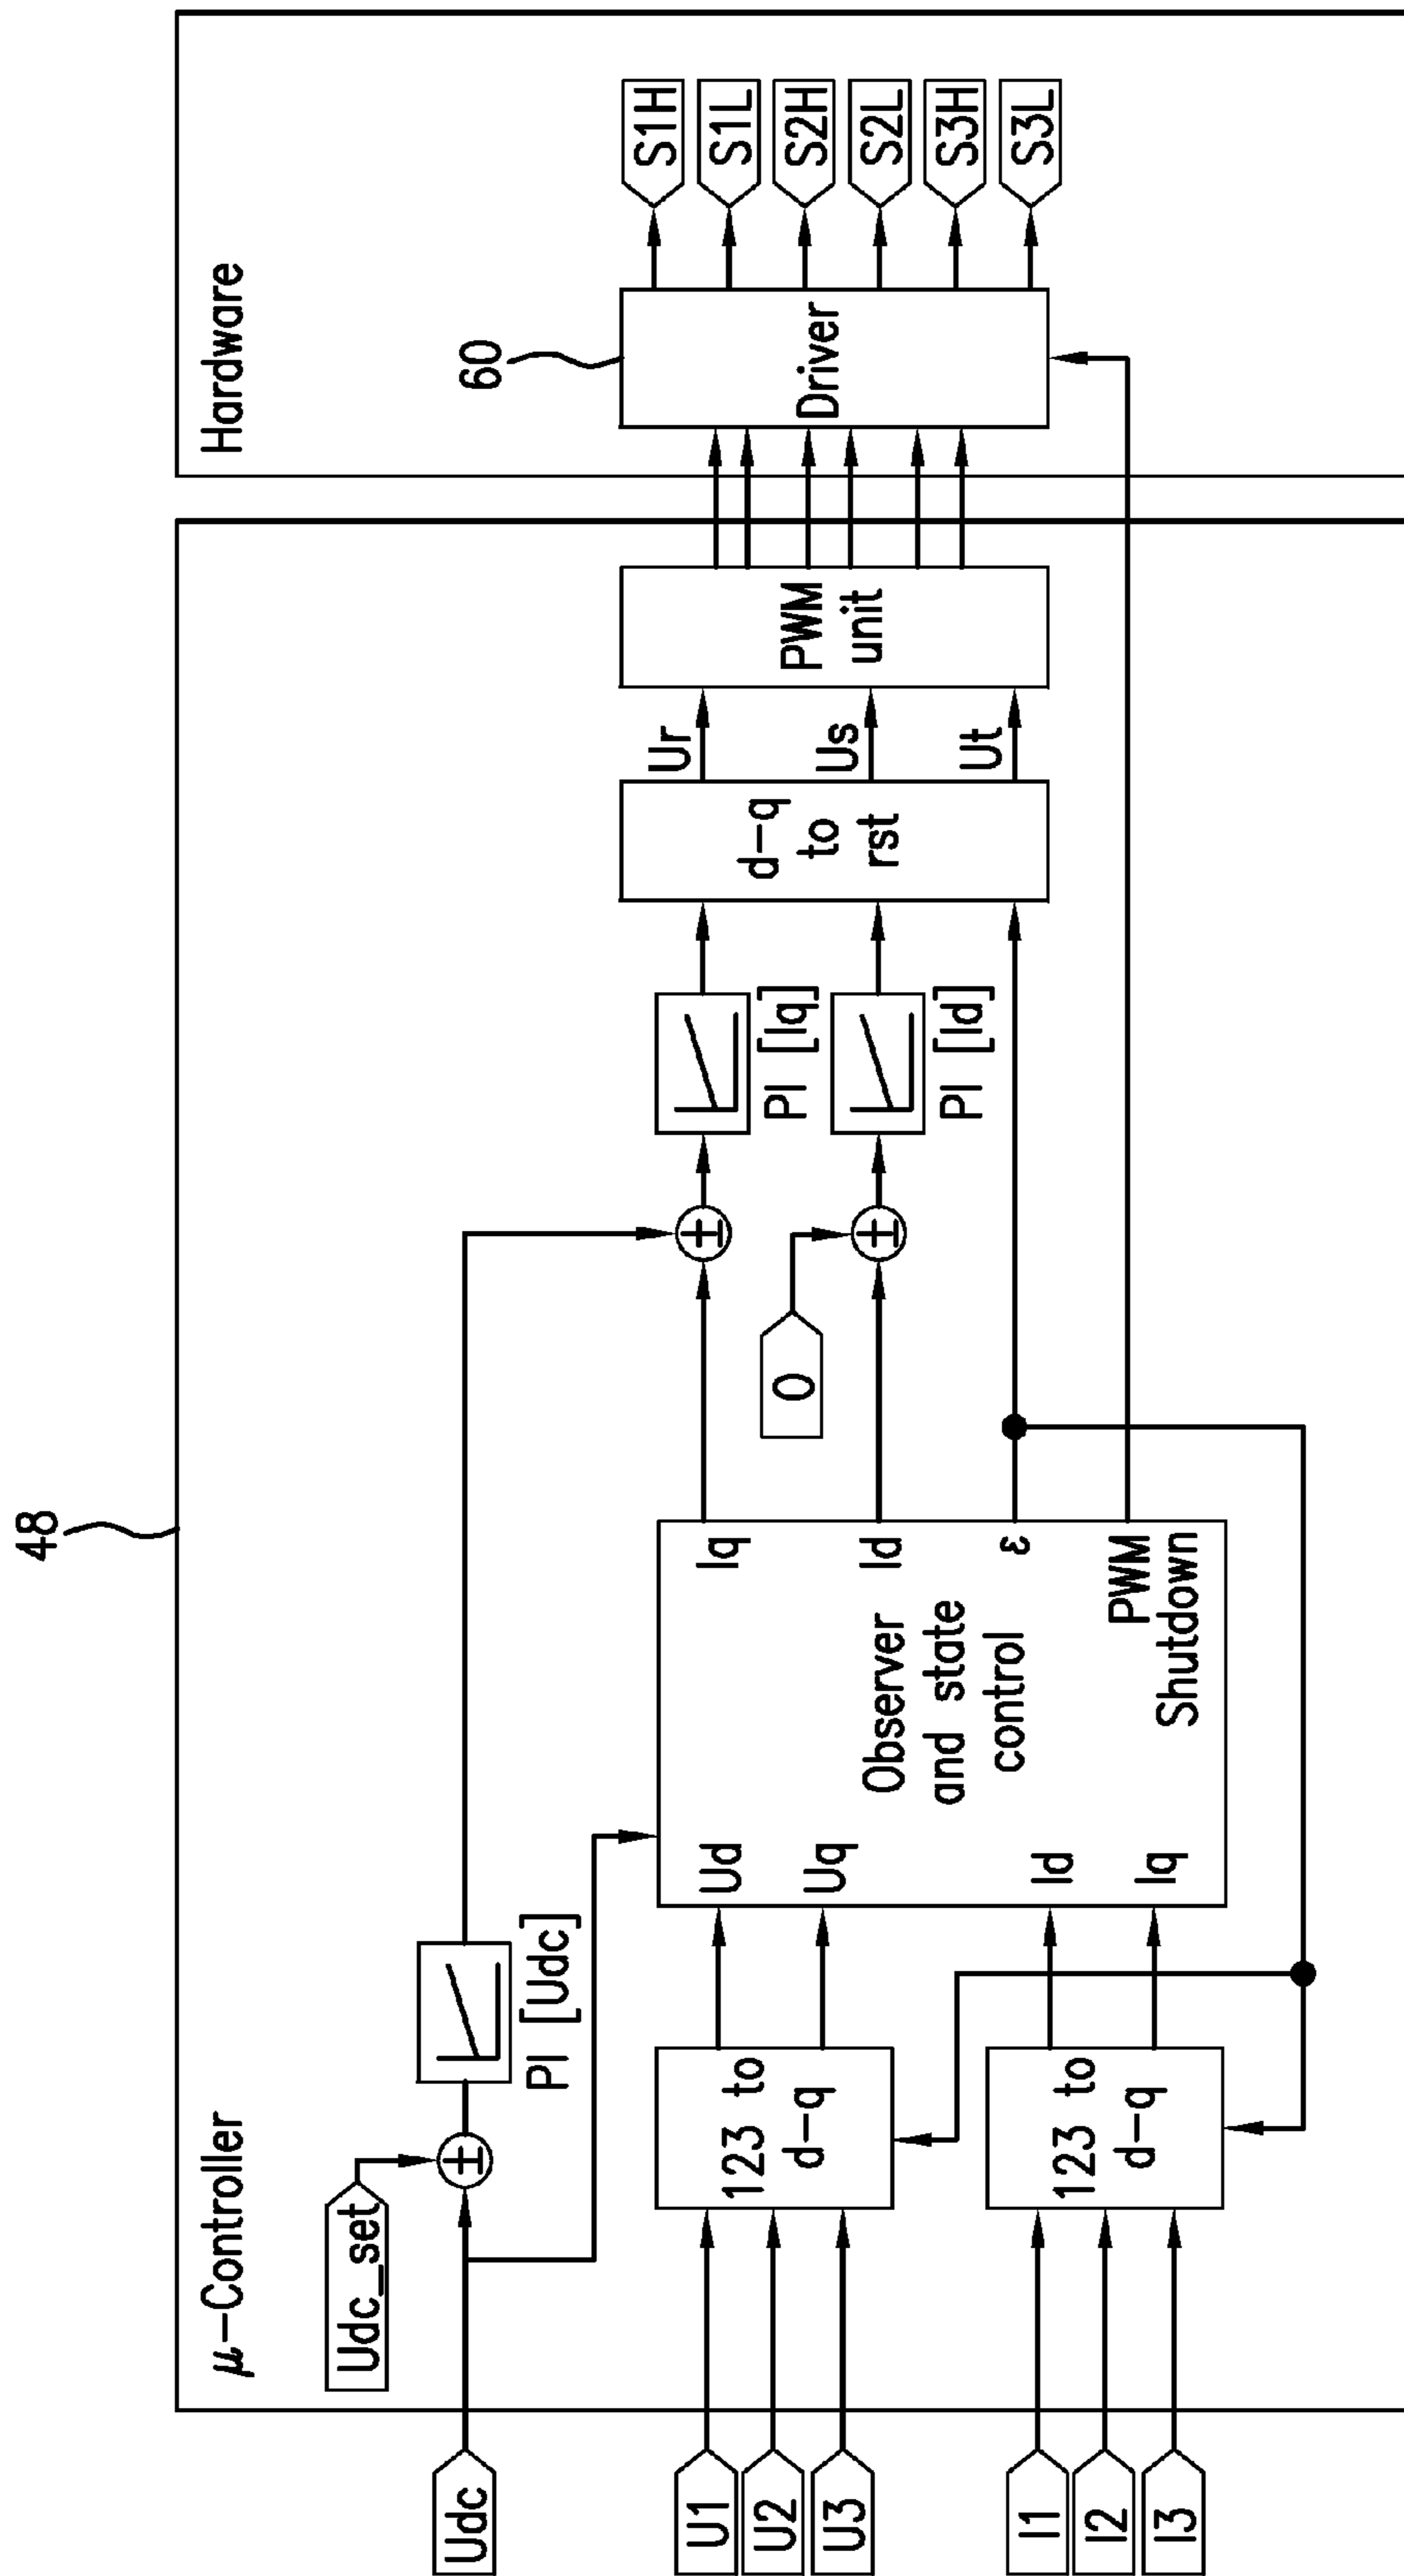 48
μ-Controller
Hardware
Udc_set
Udc
±
PI [Udc]
60
U1
U2
U3
123 to
d-q
I1
I2
I3
123 to
d-q
Ud
Uq
Id
Iq
Observer
and state
control
Iq
Id
ε
PWM
Shutdown
0
±
±
PI [Iq]
PI [Id]
d-q
to
rst
Ur
Us
Ut
PWM
unit
Driver
S1H
S1L
S2H
S2L
S3H
S3L